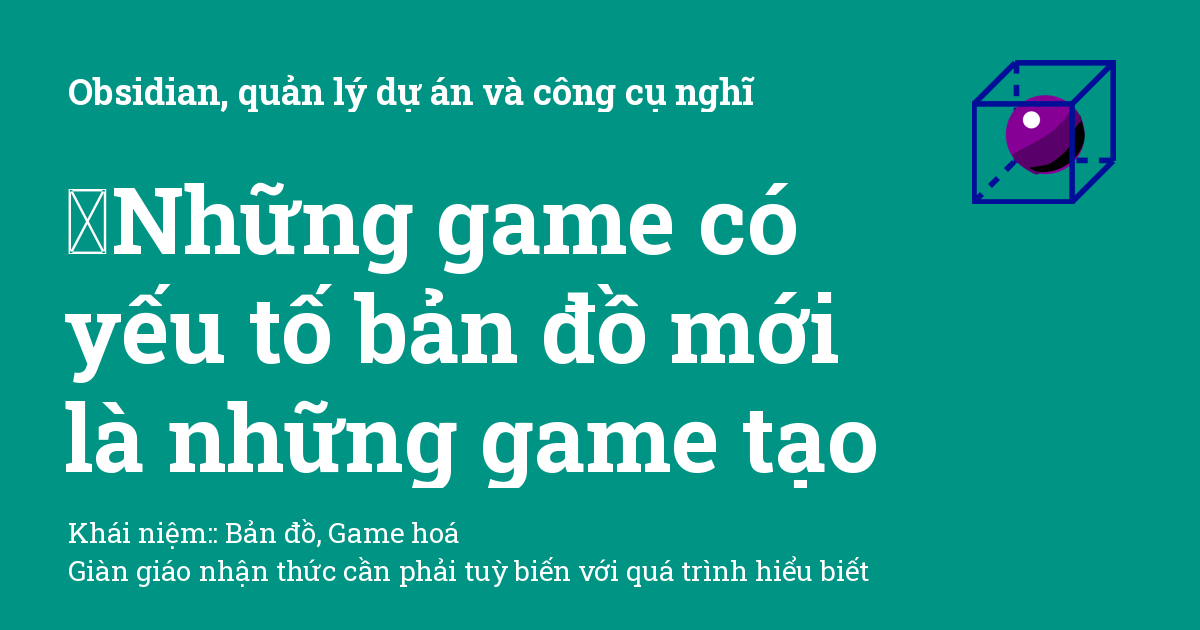 Obsidian, quản lý dự án và công cụ nghĩ
Những game có
yếu tố bản đồ mới
là những game tạo
Khái niệm:: Bản đồ, Game hoá
Giàn giáo nhận thức cần phải tuỳ biến với quá trình hiểu biết